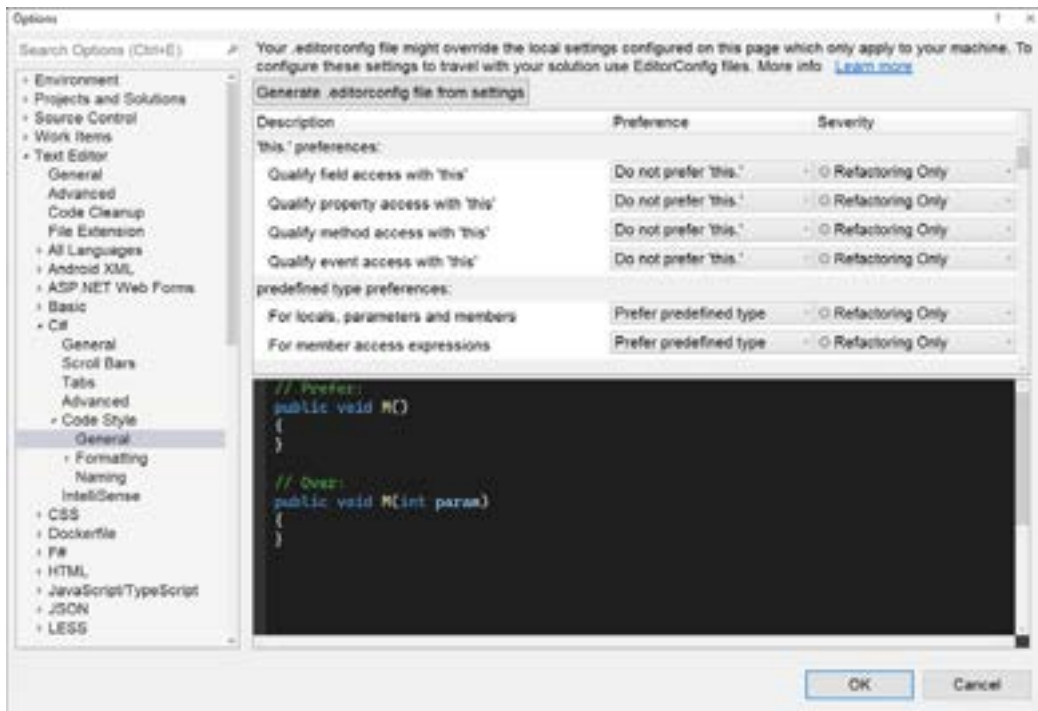 Options
Search Options (Ctrl+E)
Environment
Projects and Solutions
Source Control
Work Items
Text Editor
General
Advanced
Code Cleanup
File Extension
All Languages
Android XML
ASP.NET Web Forms
Basic
C#
General
Scroll Bars
Tabs
Advanced
Code Style
General
Formatting
Naming
IntelliSense
CSS
Dockerfile
F#
HTML
JavaScript/TypeScript
JSON
LESS
Your .editorconfig file might override the local settings configured on this page which only apply to your machine. To
configure these settings to travel with your solution use EditorConfig files. More info Learn more
Generate .editorconfig file from settings
Description Preference Severity
'this.' preferences:
Qualify field access with 'this' Do not prefer 'this.' Refactoring Only
Qualify property access with 'this' Do not prefer 'this.' Refactoring Only
Qualify method access with 'this' Do not prefer 'this.' Refactoring Only
Qualify event access with 'this' Do not prefer 'this.' Refactoring Only
predefined type preferences:
For locals, parameters and members Prefer predefined type Refactoring Only
For member access expressions Prefer predefined type Refactoring Only
// Prefer:
public void M()
{
}
// Over:
public void M(int param)
{
}
OK Cancel